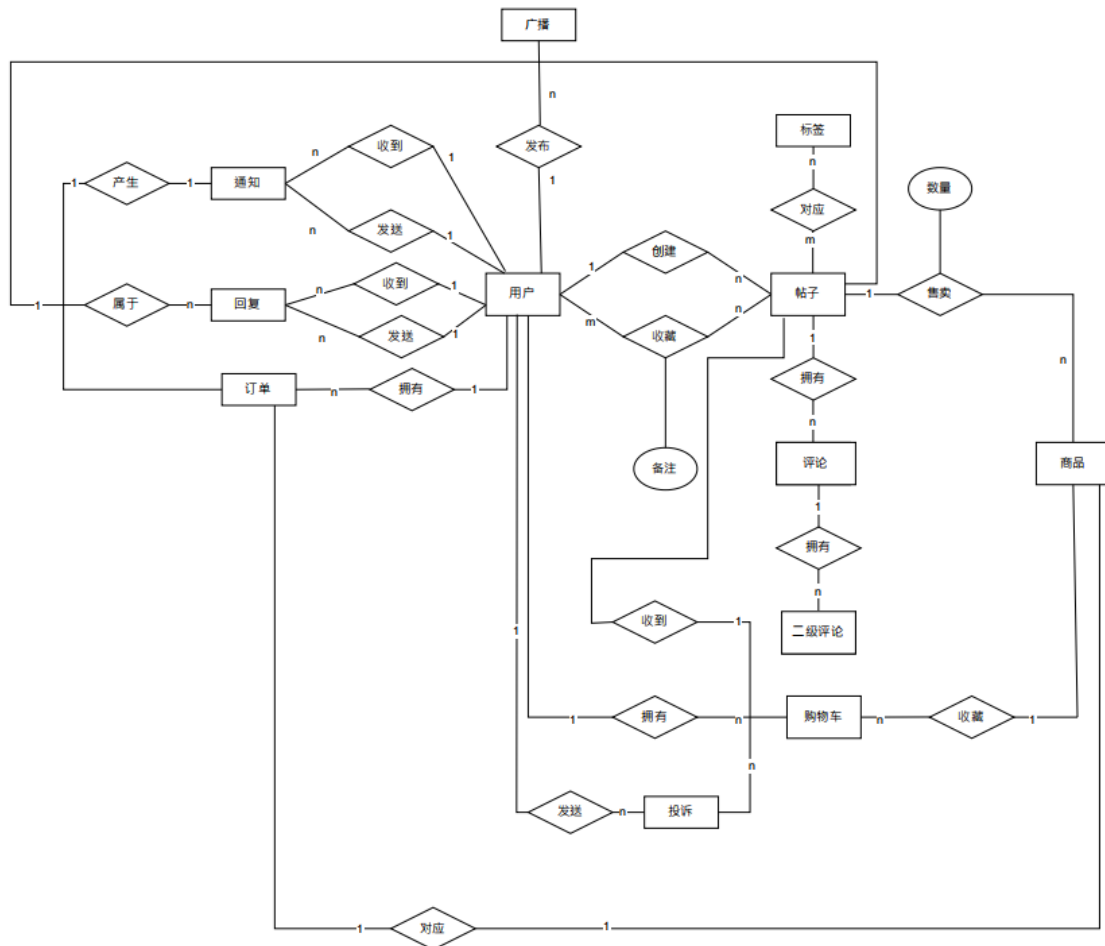 广播
n
发布
1
标签
n
对应
m
数量
n
收到
1
1
产生
1
通知
n
发送
1
1
创建
n
用户
帖子
1
售卖
m
收藏
n
n
收到
1
1
属于
n
回复
n
发送
1
1
拥有
n
n
订单
n
拥有
1
备注
评论
商品
1
拥有
n
二级评论
1
收到
1
1
拥有
n
购物车
n
收藏
1
n
发送
n
投诉
1
对应
1